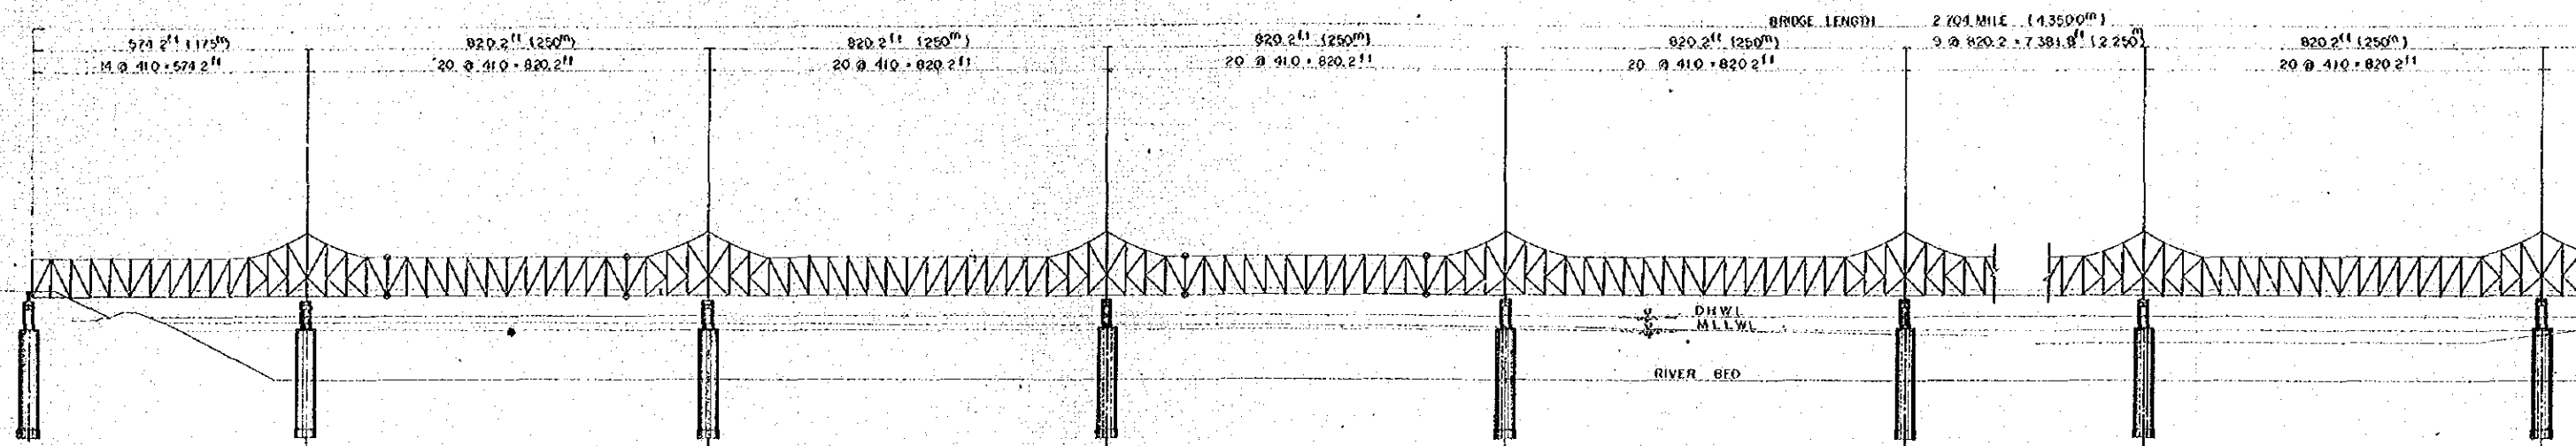 BRIDGE LENGTH 2.704 MILE (4.3500m)
574.2ft (175m) 820.2ft (250m) 820.2ft (250m) 820.2ft (250m) 820.2ft (250m) 9 @ 820.2 = 7.381.8ft (2.250m) 820.2ft (250m)
14 @ 41.0 = 574.2ft 20 @ 41.0 = 820.2ft 20 @ 41.0 = 820.2ft 20 @ 41.0 = 820.2ft 20 @ 41.0 = 820.2ft 20 @ 41.0 = 820.2ft
D.H.W.L
M.L.L.W.L
RIVER BED